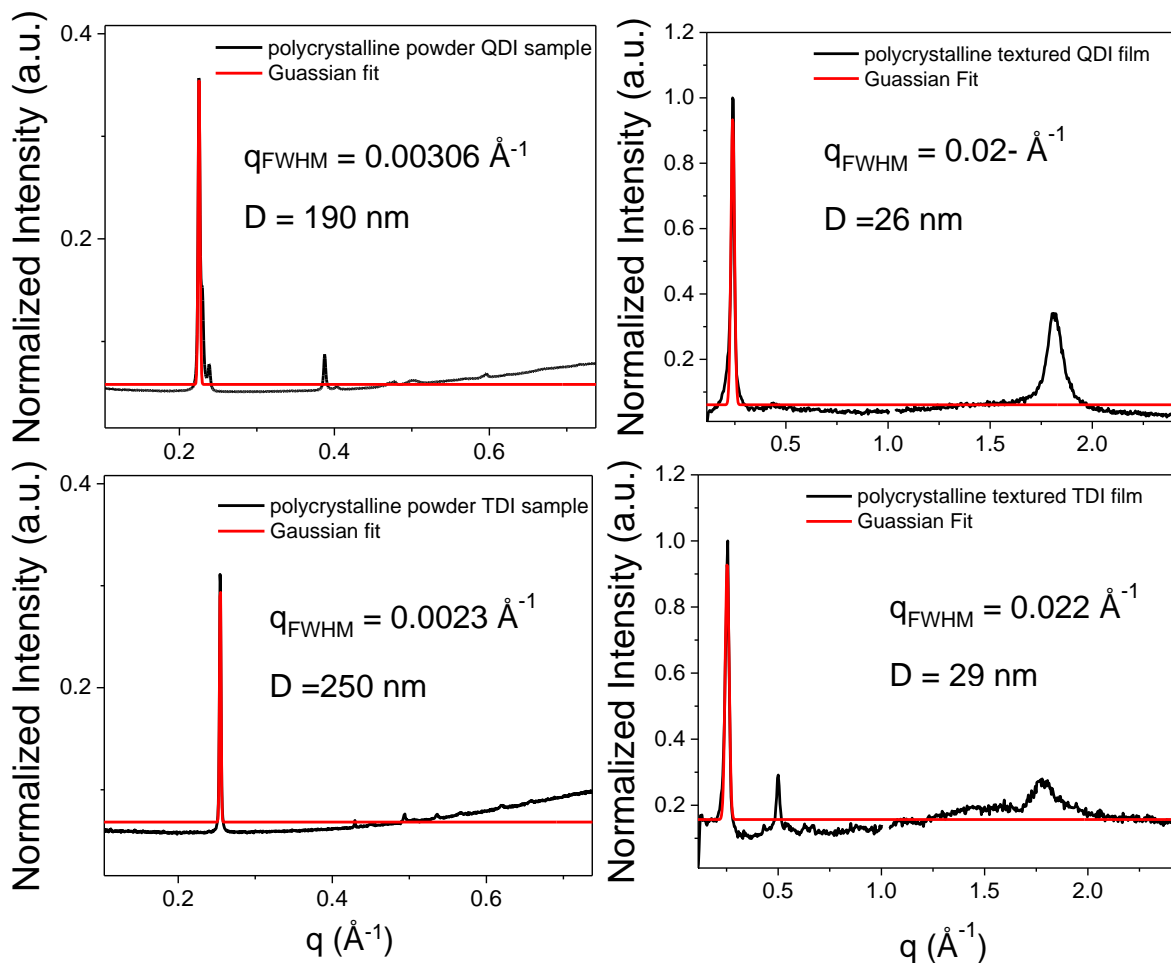 0.4
polycrystalline powder QDI sample
Guassian fit
qFWHM = 0.00306 Å-1
D = 190 nm
0.2
0.2 0.4 0.6
Normalized Intensity (a.u.)
1.2
polycrystalline textured QDI film
Guassian Fit
1.0
qFWHM = 0.02- Å-1
0.8
D =26 nm
0.6
0.4
0.2
0.5 1.0 1.5 2.0
Normalized Intensity (a.u.)
0.4
polycrystalline powder TDI sample
Gaussian fit
qFWHM = 0.0023 Å-1
D =250 nm
0.2
0.2 0.4 0.6
q (Å-1)
Normalized Intensity (a.u.)
1.2
polycrystalline textured TDI film
Guassian Fit
1.0
qFWHM = 0.022 Å-1
0.8
D = 29 nm
0.6
0.4
0.2
0.5 1.0 1.5 2.0
q (Å-1)
Normalized Intensity (a.u.)